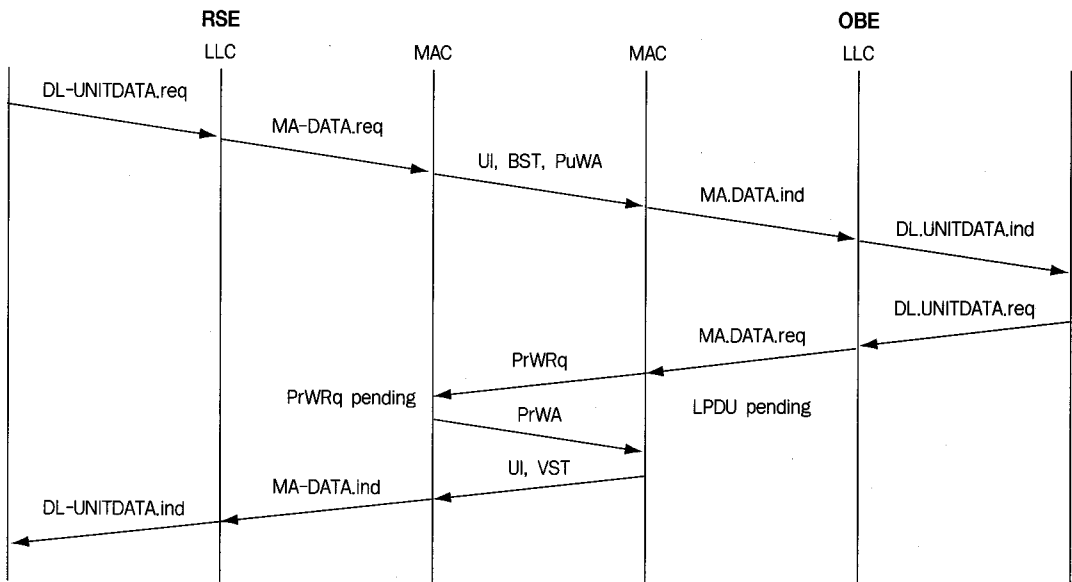 RSE
OBE
LLC
MAC
MAC
LLC
DL-UNITDATA.req
MA-DATA.req
UI, BST, PuWA
MA.DATA.ind
DL.UNITDATA.ind
DL.UNITDATA.req
MA.DATA.req
PrWRq
PrWRq pending
LPDU pending
PrWA
UI, VST
MA-DATA.ind
DL-UNITDATA.ind